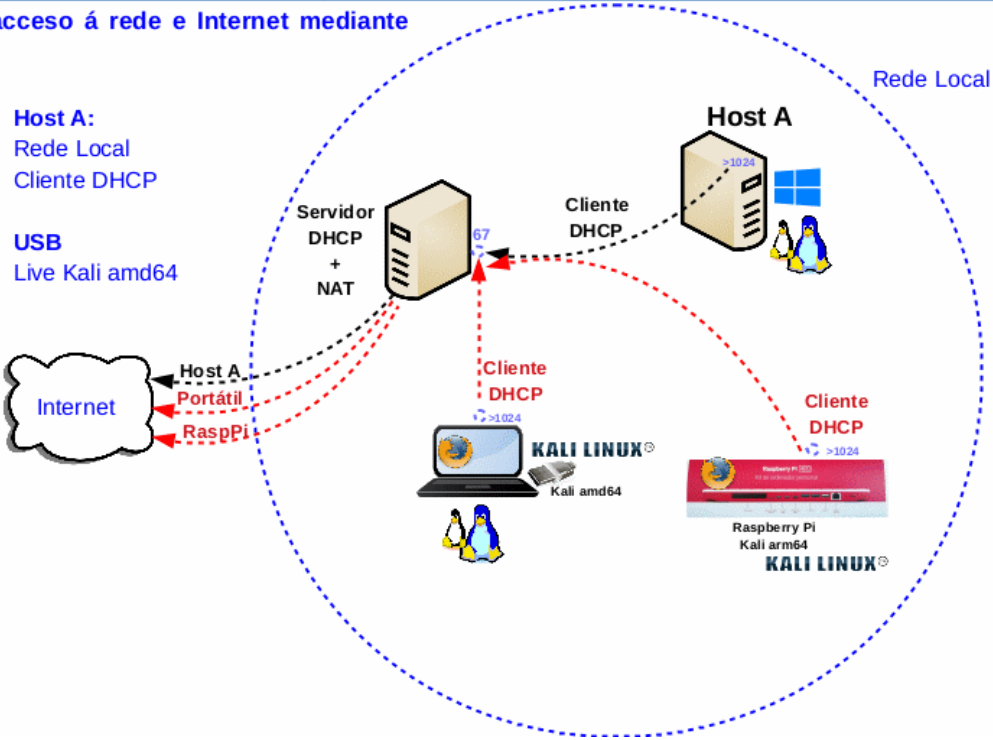 acceso á rede e Internet mediante
Rede Local
Host A:
Rede Local
Cliente DHCP
USB
Live Kali amd64
Host A
>1024
Cliente
DHCP
Servidor
DHCP
+
NAT
67
Internet
Host A
Portátil
RaspPi
Cliente
DHCP
>1024
KALI LINUX
Kali amd64
Cliente
DHCP
>1024
Raspberry Pi
Raspberry Pi
Kali arm64
KALI LINUX